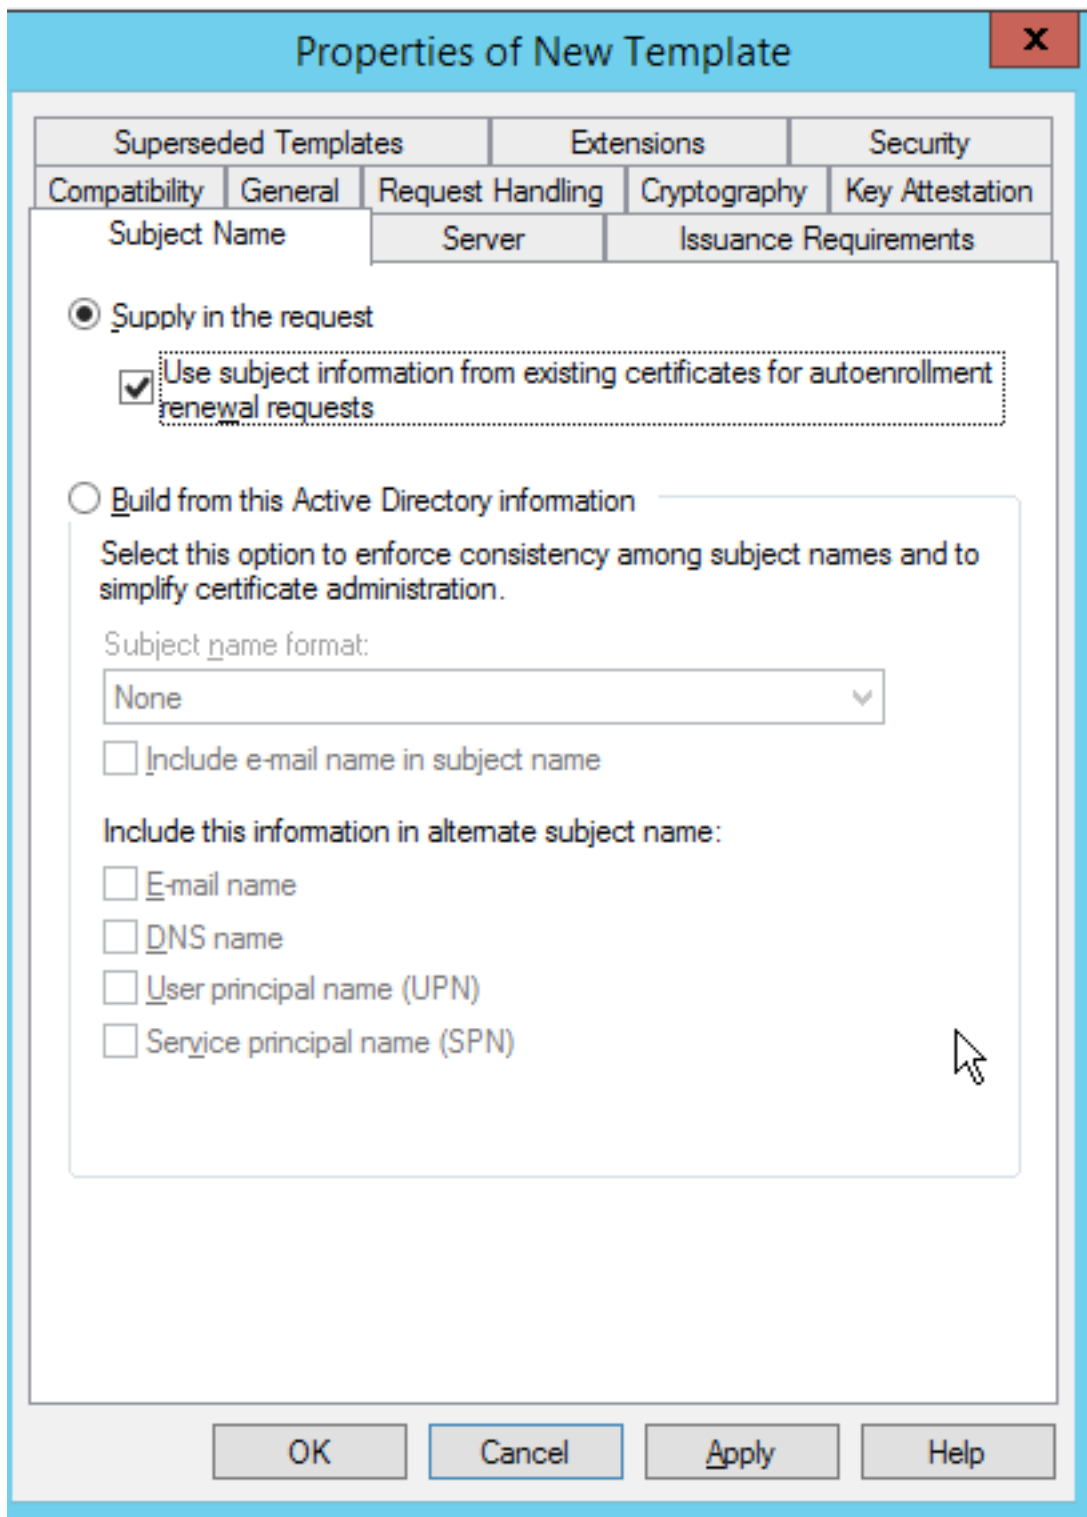 Properties of New Template
x
Superseded Templates
Extensions
Security
Compatibility
General
Request Handling
Cryptography
Key Attestation
Subject Name
Server
Issuance Requirements
Supply in the request
Use subject information from existing certificates for autoenrollment
renewal requests
Build from this Active Directory information
Select this option to enforce consistency among subject names and to
simplify certificate administration.
Subject name format:
None
Include e-mail name in subject name
Include this information in alternate subject name:
E-mail name
DNS name
User principal name (UPN)
Service principal name (SPN)
OK
Cancel
Apply
Help